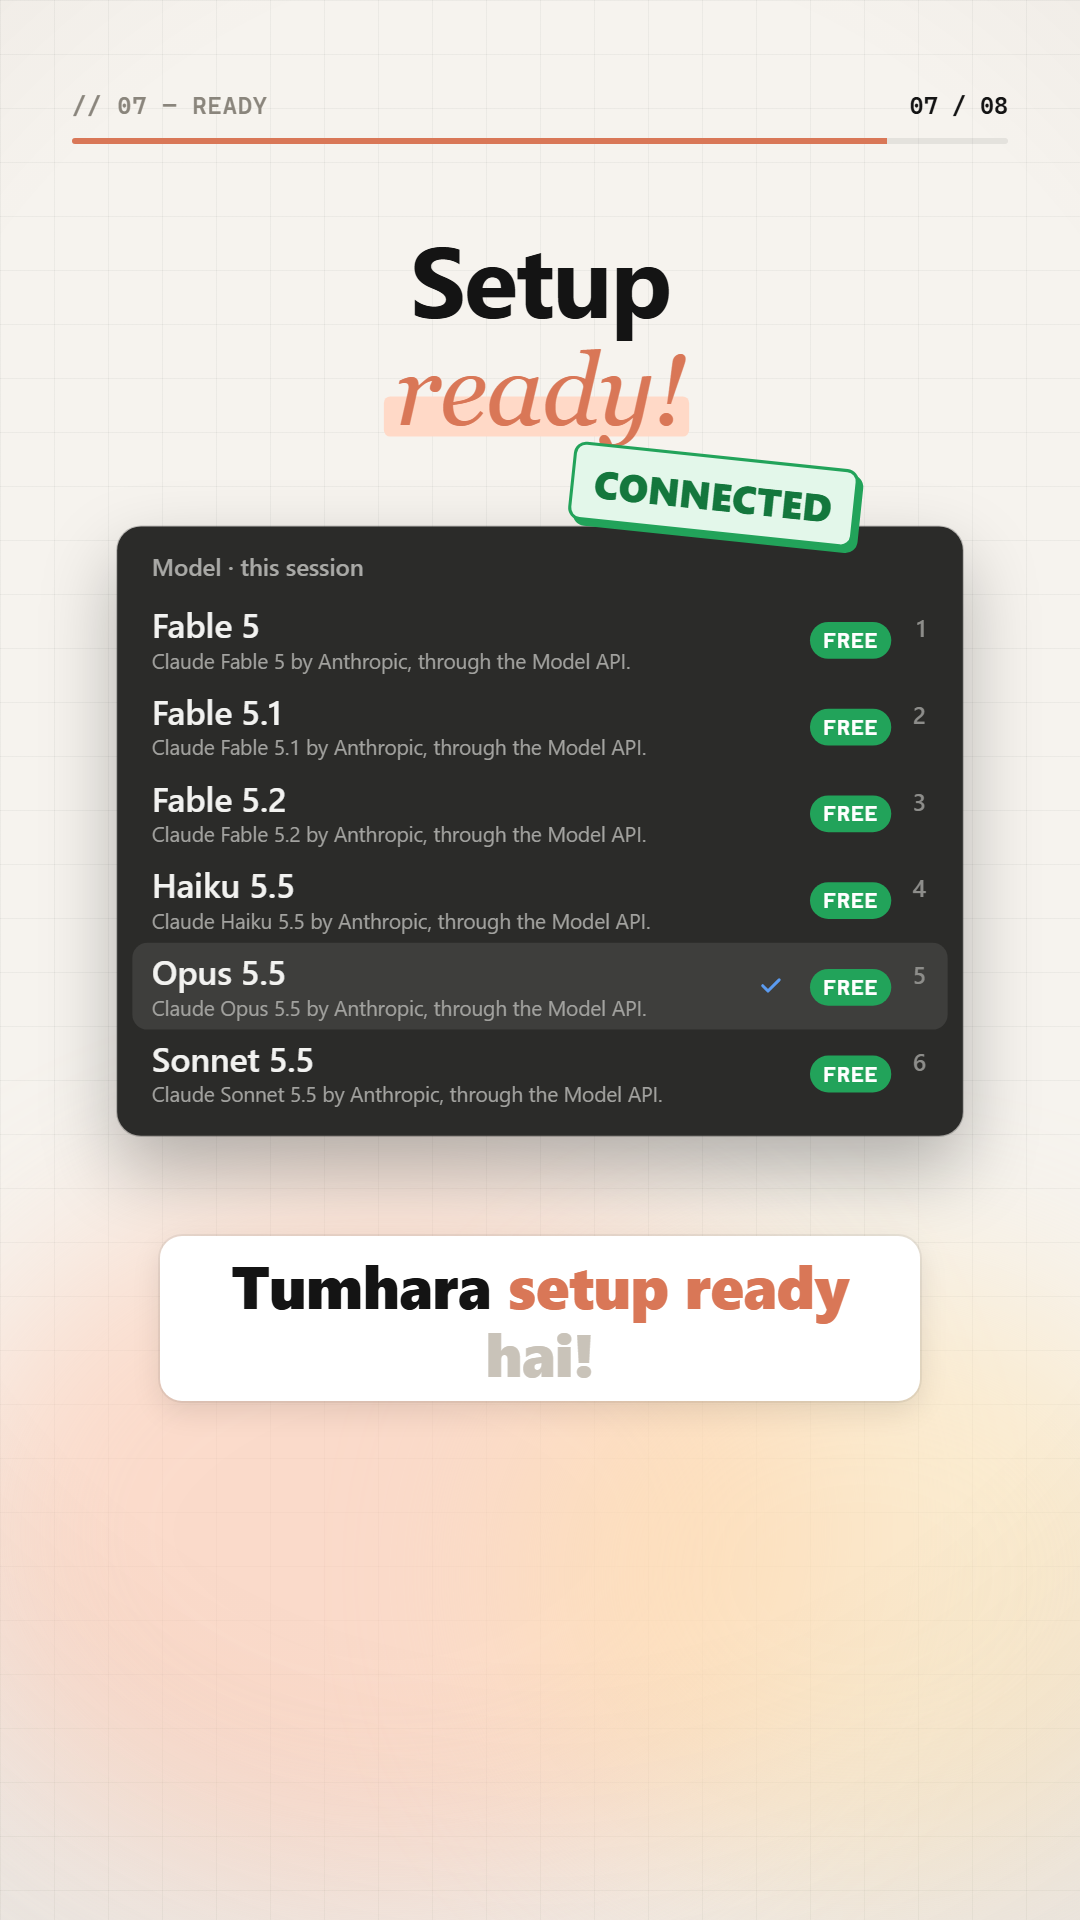 // 07 — READY
07 / 08
Setup
ready!
CONNECTED
Model · this session
Fable 5
FREE
1
Claude Fable 5 by Anthropic, through the Model API.
Fable 5.1
FREE
2
Claude Fable 5.1 by Anthropic, through the Model API.
Fable 5.2
FREE
3
Claude Fable 5.2 by Anthropic, through the Model API.
Haiku 5.5
FREE
4
Claude Haiku 5.5 by Anthropic, through the Model API.
Opus 5.5
FREE
5
Claude Opus 5.5 by Anthropic, through the Model API.
Sonnet 5.5
FREE
6
Claude Sonnet 5.5 by Anthropic, through the Model API.
Tumhara setup ready
hai!